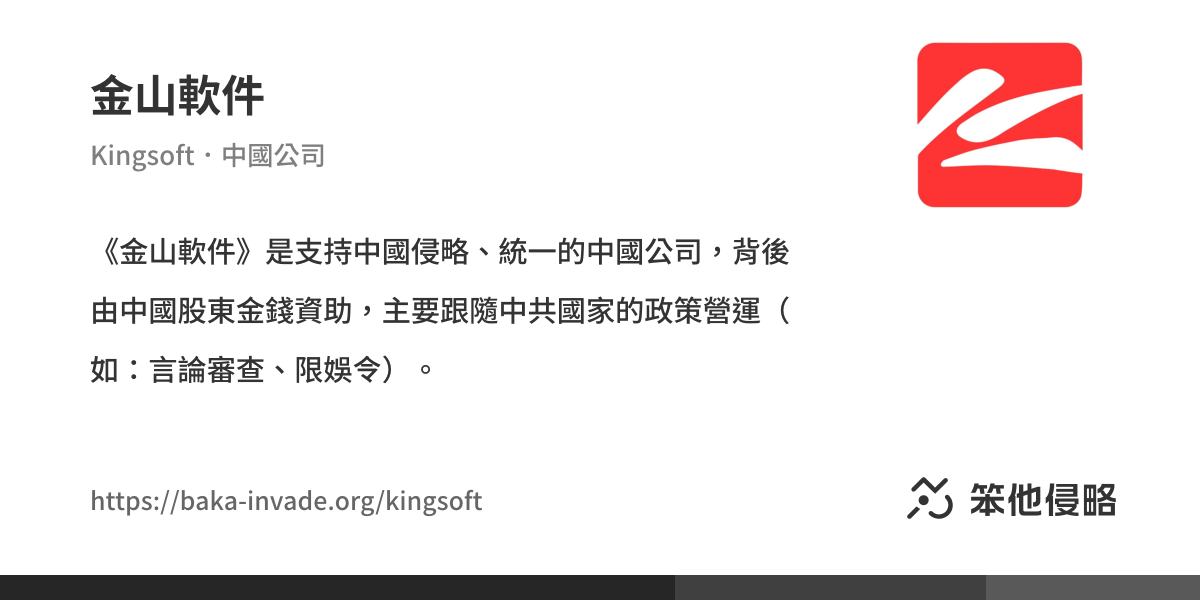 金山軟件
Kingsoft・中國公司
《金山軟件》是支持中國侵略、統一的中國公司，背後
由中國股東金錢資助，主要跟隨中共國家的政策營運（
如：言論審查、限娛令）。
https://baka-invade.org/kingsoft
笨他侵略